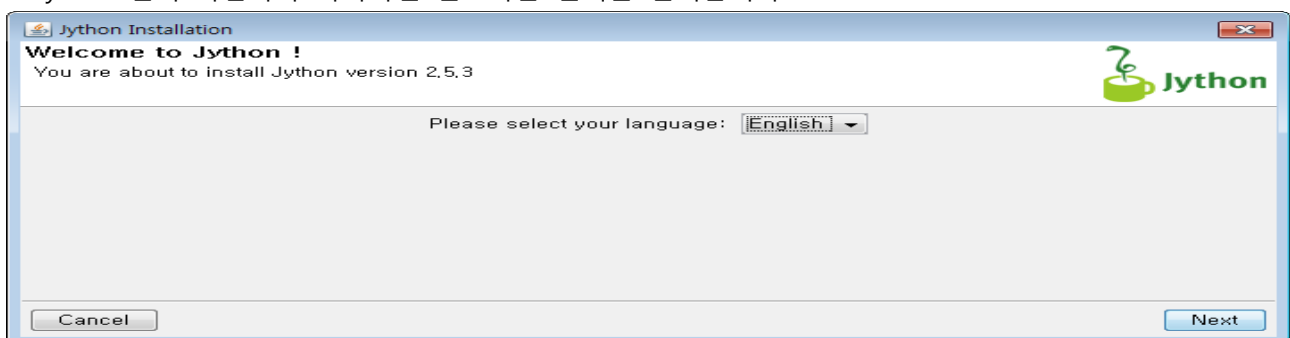 Jython Installation
Welcome to Jython !
You are about to install Jython version 2.5.3
Jython
Please select your language: English
Cancel
Next